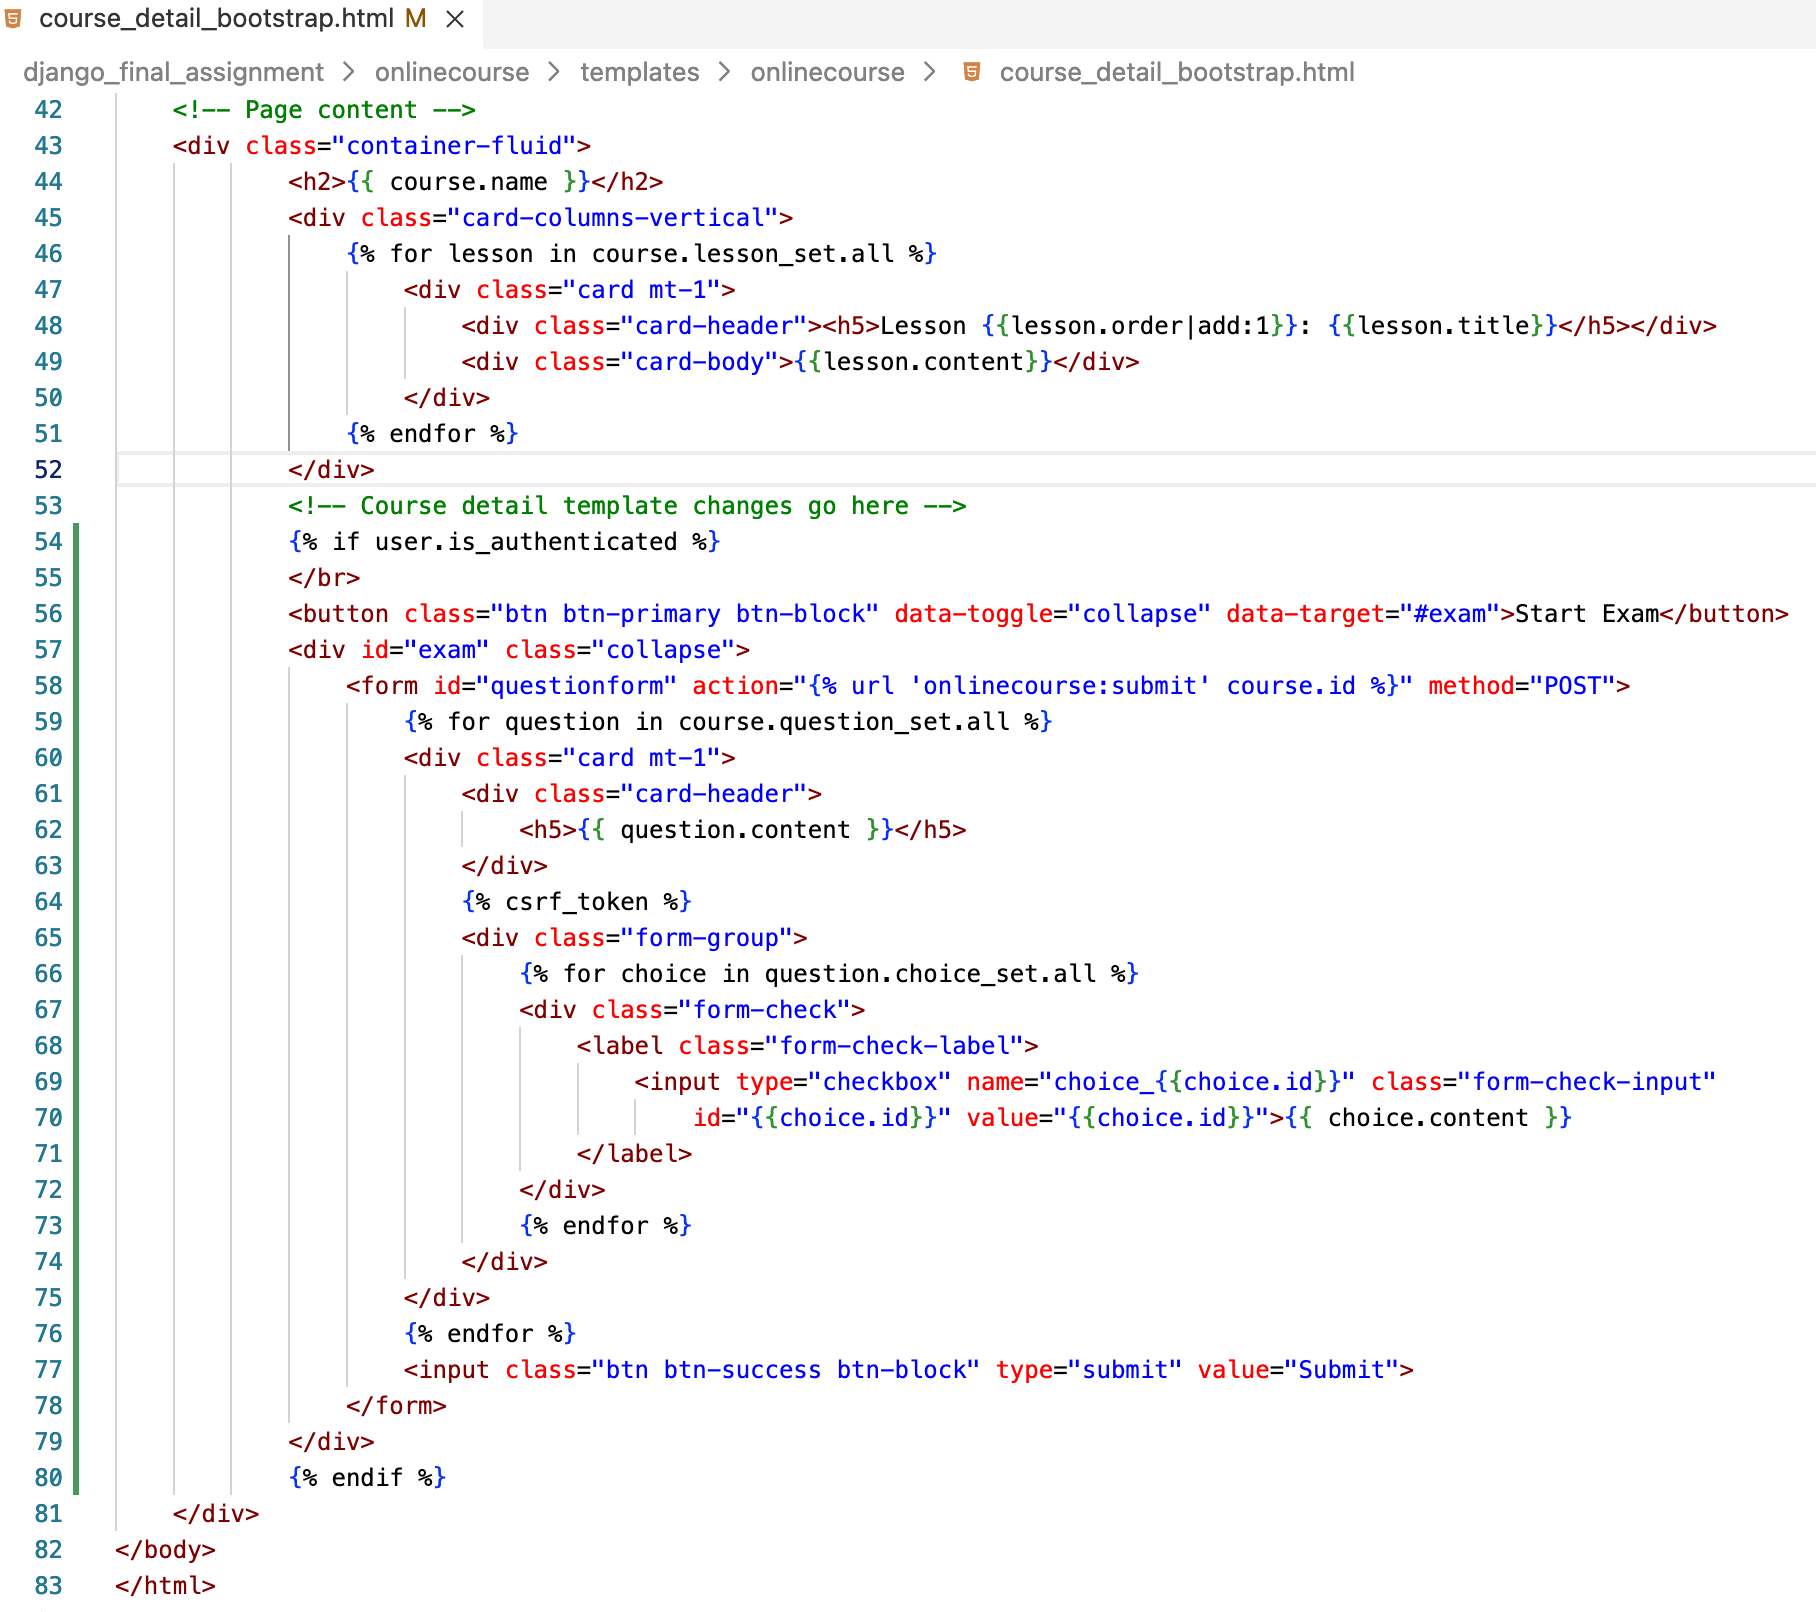 course_detail_bootstrap.html M
django_final_assignment > onlinecourse > templates > onlinecourse > course_detail_bootstrap.html
42 <!-- Page content -->
43 <div class="container-fluid">
44 <h2>{{ course.name }}</h2>
45 <div class="card-columns-vertical">
46 {% for lesson in course.lesson_set.all %}
47 <div class="card mt-1">
48 <div class="card-header"><h5>Lesson {{lesson.order|add:1}}: {{lesson.title}}</h5></div>
49 <div class="card-body">{{lesson.content}}</div>
50 </div>
51 {% endfor %}
52 </div>
53 <!-- Course detail template changes go here -->
54 {% if user.is_authenticated %}
55 </br>
56 <button class="btn btn-primary btn-block" data-toggle="collapse" data-target="#exam">Start Exam</button>
57 <div id="exam" class="collapse">
58 <form id="questionform" action="{% url 'onlinecourse:submit' course.id %}" method="POST">
59 {% for question in course.question_set.all %}
60 <div class="card mt-1">
61 <div class="card-header">
62 <h5>{{ question.content }}</h5>
63 </div>
64 {% csrf_token %}
65 <div class="form-group">
66 {% for choice in question.choice_set.all %}
67 <div class="form-check">
68 <label class="form-check-label">
69 <input type="checkbox" name="choice_{{choice.id}}" class="form-check-input"
70 id="{{choice.id}}" value="{{choice.id}}">{{ choice.content }}
71 </label>
72 </div>
73 {% endfor %}
74 </div>
75 </div>
76 {% endfor %}
77 <input class="btn btn-success btn-block" type="submit" value="Submit">
78 </form>
79 </div>
80 {% endif %}
81 </div>
82 </body>
83 </html>